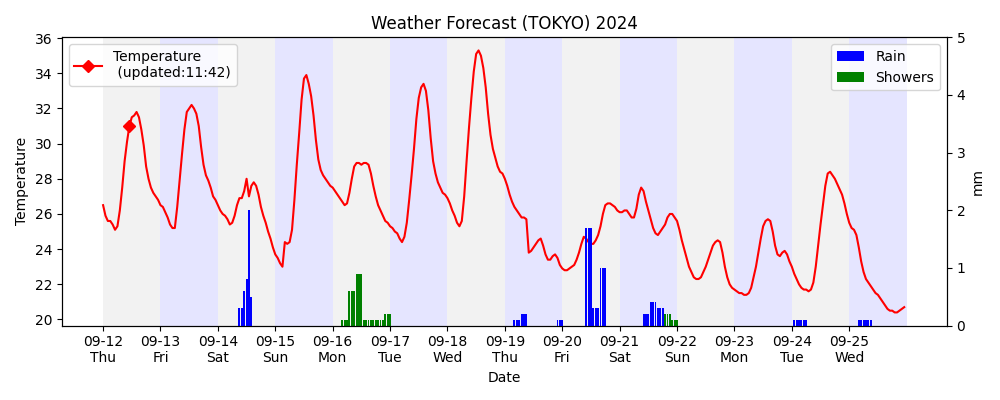 Weather Forecast (TOKYO) 2024
Temperature
(updated:11:42)
Rain
Showers
36
34
32
30
28
26
24
22
20
Temperature
5
4
3
2
1
0
mm
09-12 09-13 09-14 09-15 09-16 09-17 09-18 09-19 09-20 09-21 09-22 09-23 09-24 09-25
Thu Fri Sat Sun Mon Tue Wed Thu Fri Sat Sun Mon Tue Wed
Date